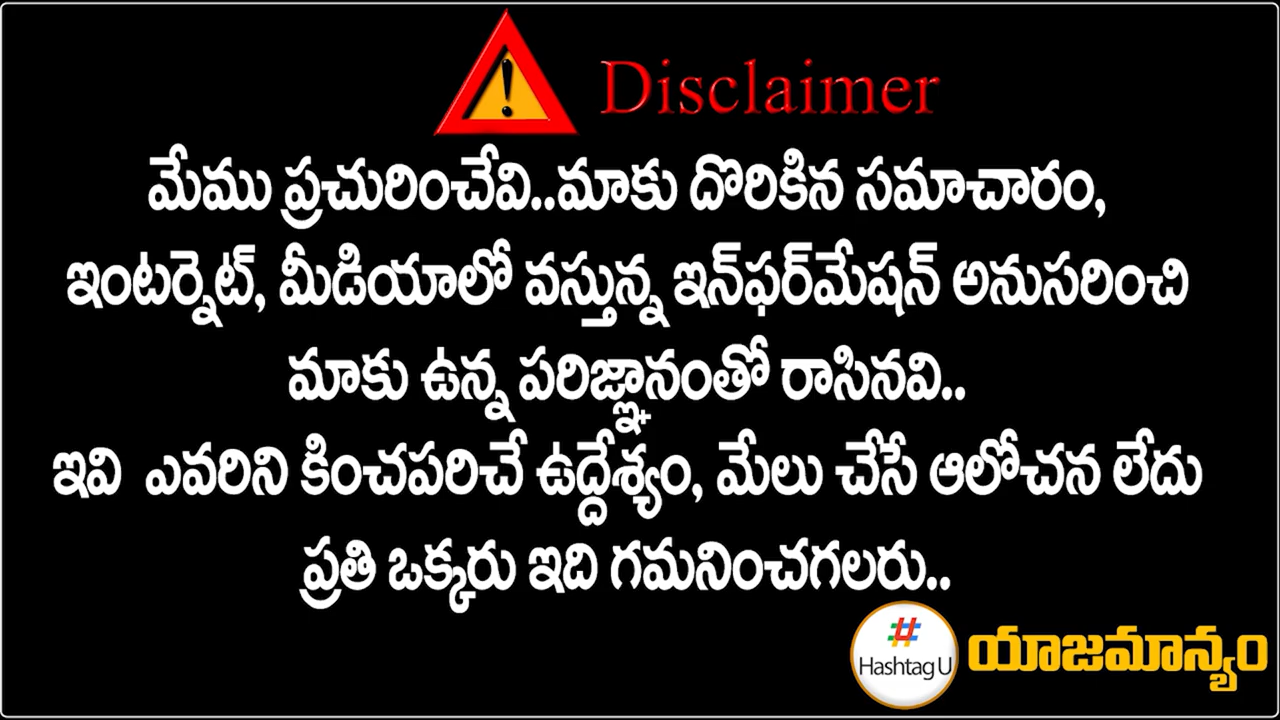 Disclaimer
మేము ప్రచురించేవి..మాకు దొరికిన సమాచారం,
ఇంటర్నెట్, మీడియాలో వస్తున్న ఇన్‌ఫర్‌మేషన్ అనుసరించి
మాకు ఉన్న పరిజ్ఞానంతో రాసినవి..
ఇవి ఎవరిని కించపరిచే ఉద్దేశ్యం, మేలు చేసే ఆలోచన లేదు
ప్రతి ఒక్కరు ఇది గమనించగలరు..
# Hashtag U యాజమాన్యం